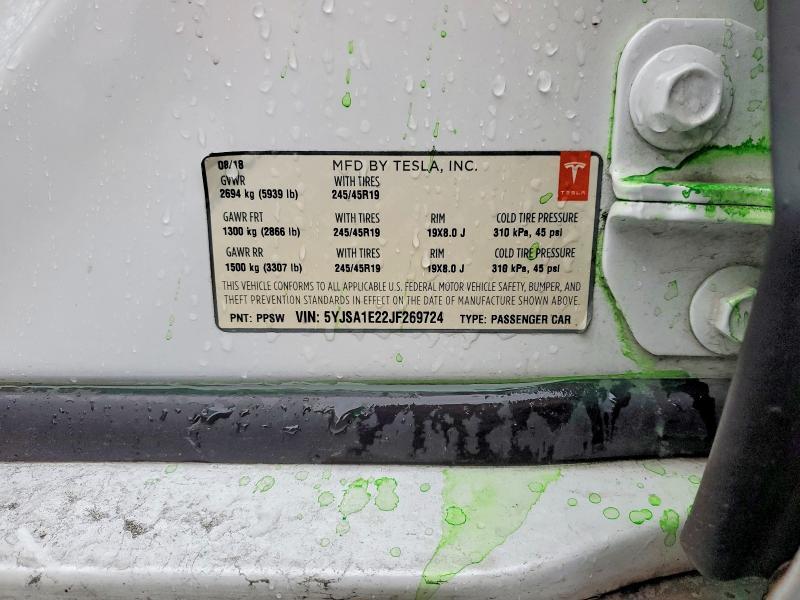 08/18 MFD BY TESLA, INC.
GVWR WITH TIRES
2694 kg (5939 lb) 245/45R19
TESLA
GAWR FRT WITH TIRES RIM COLD TIRE PRESSURE
1300 kg (2866 lb) 245/45R19 19X8.0 J 310 kPa, 45 psi
GAWR RR WITH TIRES RIM COLD TIRE PRESSURE
1500 kg (3307 lb) 245/45R19 19X8.0 J 310 kPa, 45 psi
THIS VEHICLE CONFORMS TO ALL APPLICABLE U.S. FEDERAL MOTOR VEHICLE SAFETY, BUMPER, AND
THEFT PREVENTION STANDARDS IN EFFECT ON THE DATE OF MANUFACTURE SHOWN ABOVE.
PNT: PPSW VIN: 5YJSA1E22JF269724 TYPE: PASSENGER CAR